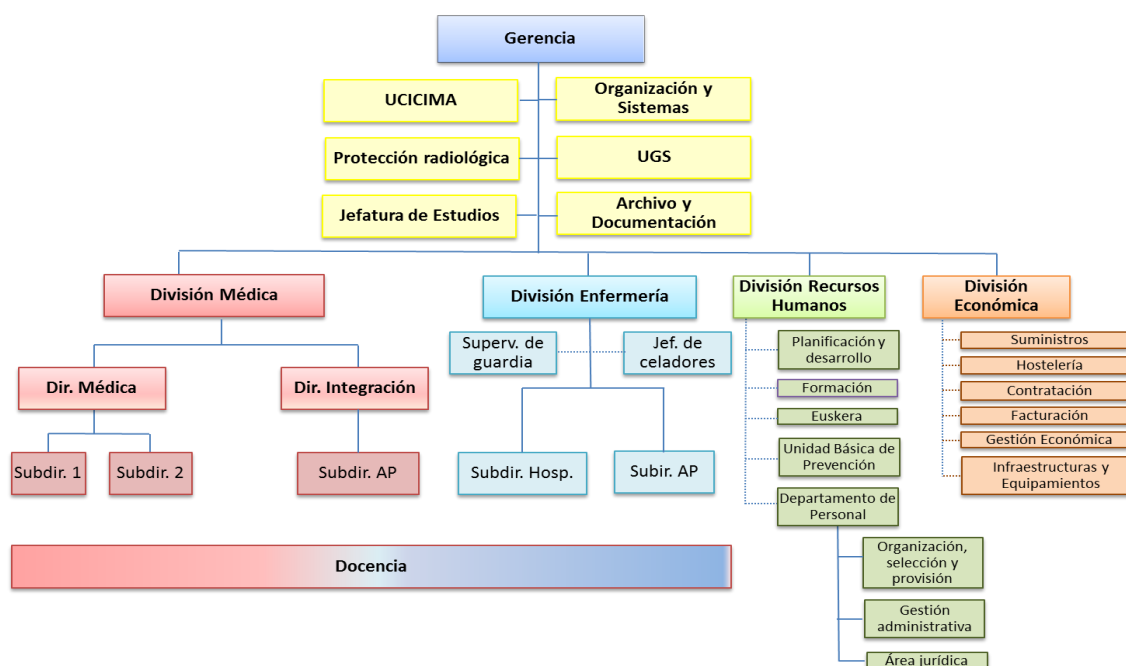 Gerencia
UCICIMA
Organización y
Sistemas
Protección radiológica
UGS
Jefatura de Estudios
Archivo y
Documentación
División Médica
División Enfermería
División Recursos
Humanos
División
Económica
Superv. de
guardia
Jef. de
celadores
Planificación y
desarrollo
Suministros
Hostelería
Dir. Médica
Dir. Integración
Formación
Contratación
Euskera
Facturación
Gestión Económica
Subdir. 1
Subdir. 2
Subdir. AP
Subdir. Hosp.
Subir. AP
Unidad Básica de
Prevención
Infraestructuras y
Equipamientos
Departamento de
Personal
Docencia
Organización,
selección y
provisión
Gestión
administrativa
Área jurídica